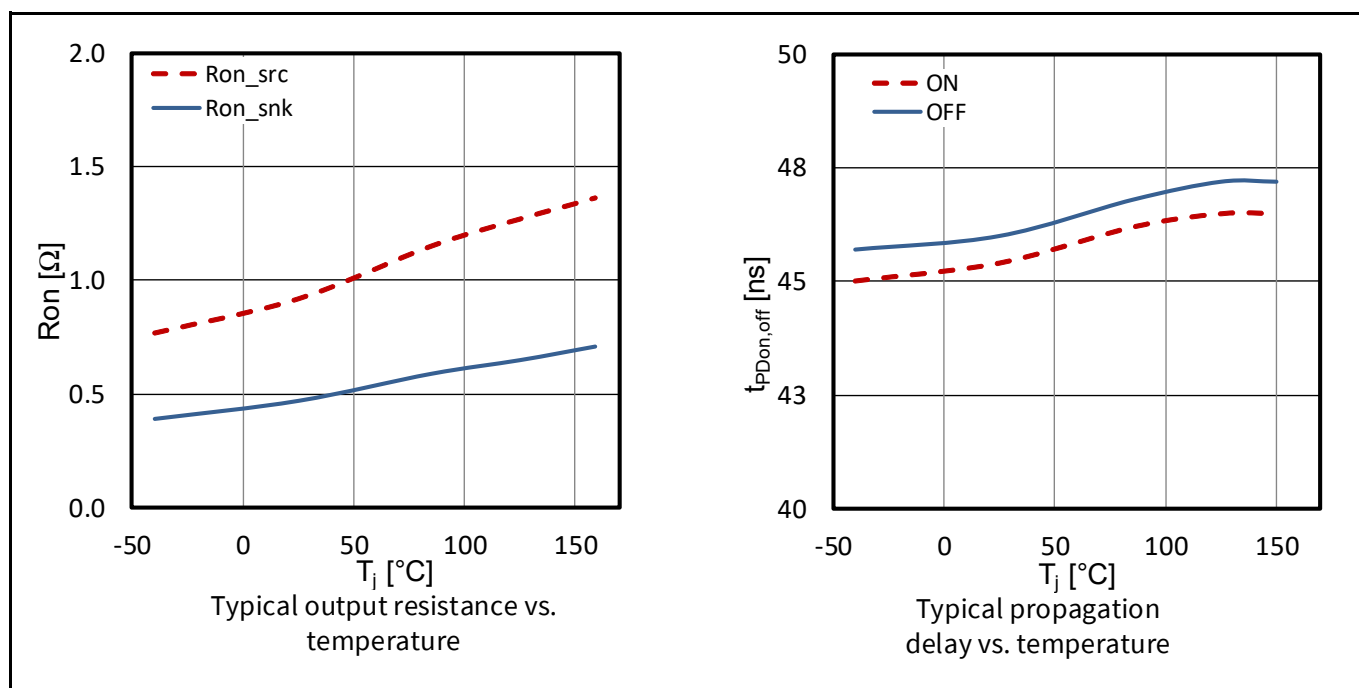 2.0
Ron_src
Ron_snk
1.5
1.0
0.5
0.0
Ron [Ω]
-50 0 50 100 150
Tj [°C]
Typical output resistance vs.
temperature
50
ON
OFF
48
45
43
40
tPDon,off [ns]
-50 0 50 100 150
Tj [°C]
Typical propagation
delay vs. temperature